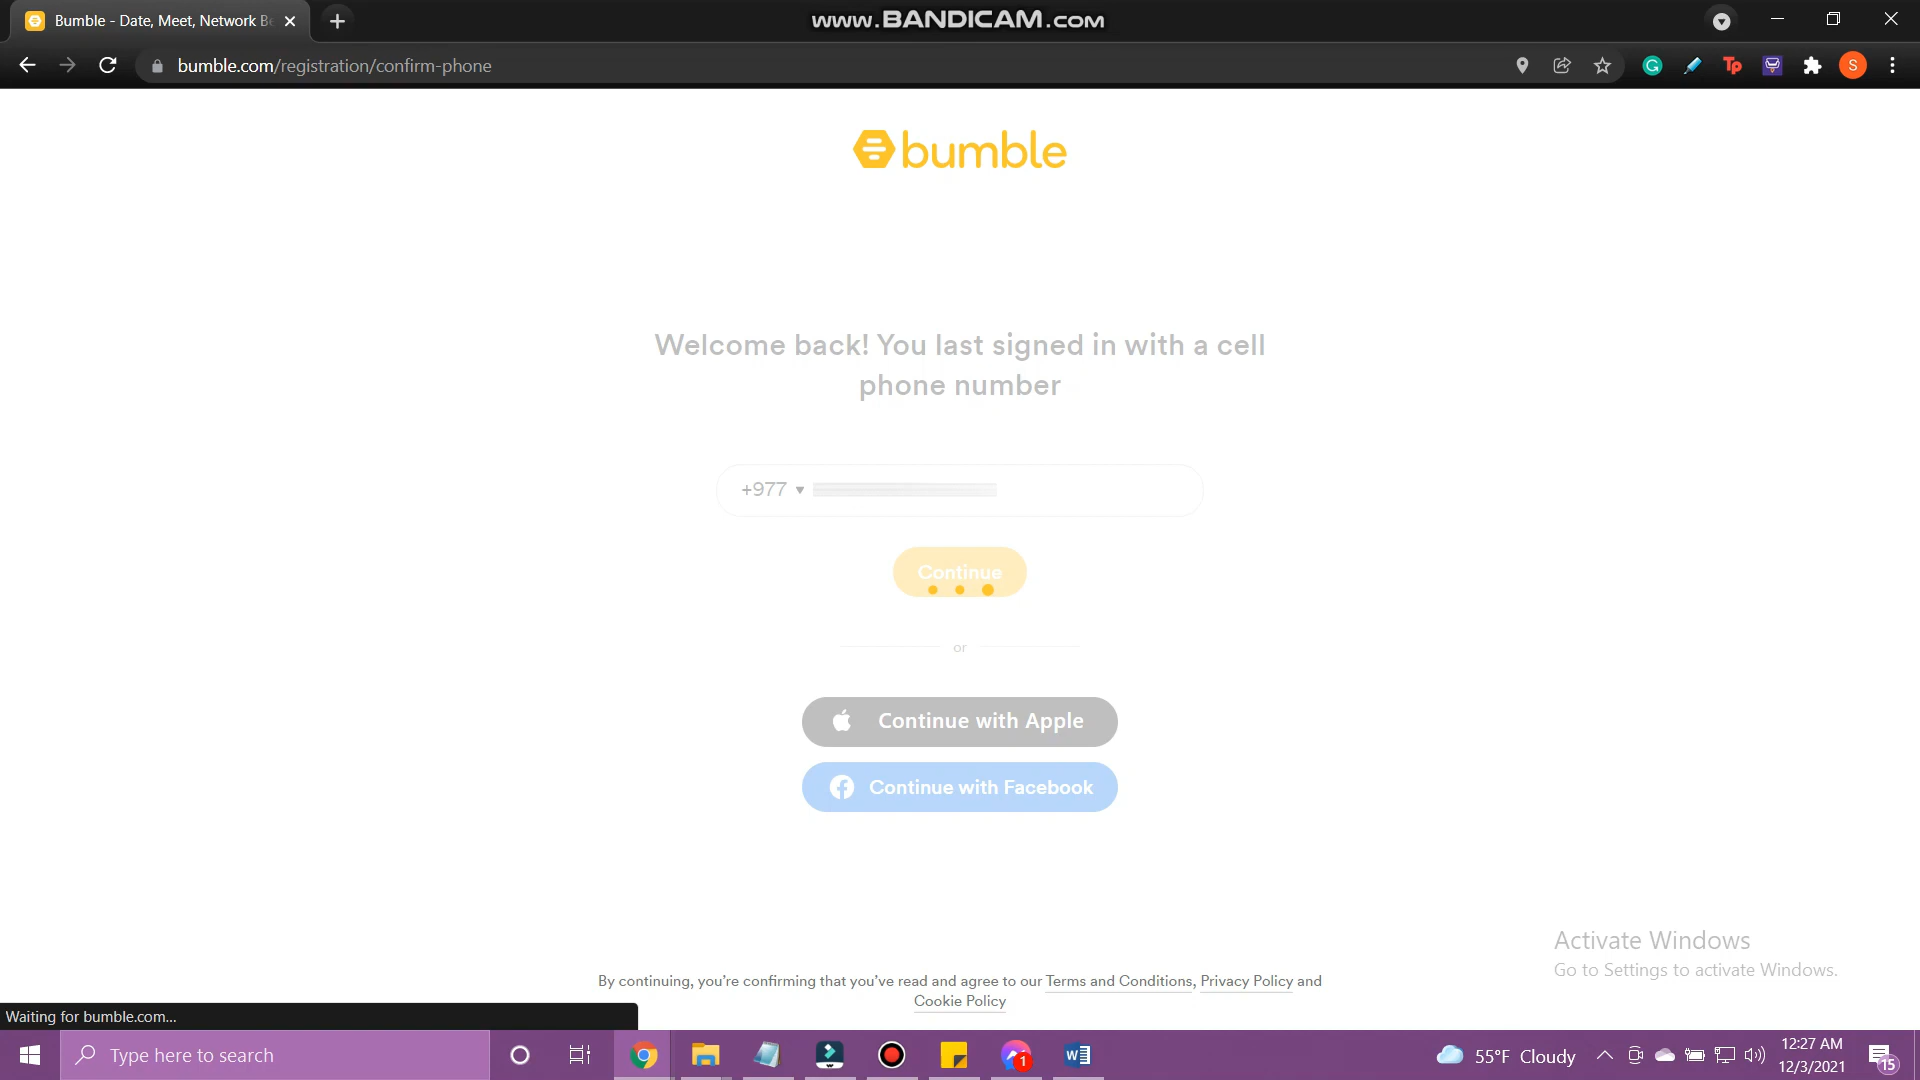 Bumble - Date, Meet, Network
www.BANDICAM.com
bumble.com/registration/confirm-phone
Tp
S
bumble
Welcome back! You last signed in with a cell
phone number
+977
Continue
or
Continue with Apple
Continue with Facebook
Activate Windows
Go to Settings to activate Windows.
By continuing, you’re confirming that you’ve read and agree to our Terms and Conditions, Privacy Policy and
Cookie Policy
Waiting for bumble.com...
Type here to search
1
W
55°F Cloudy
12:27 AM
12/3/2021
15